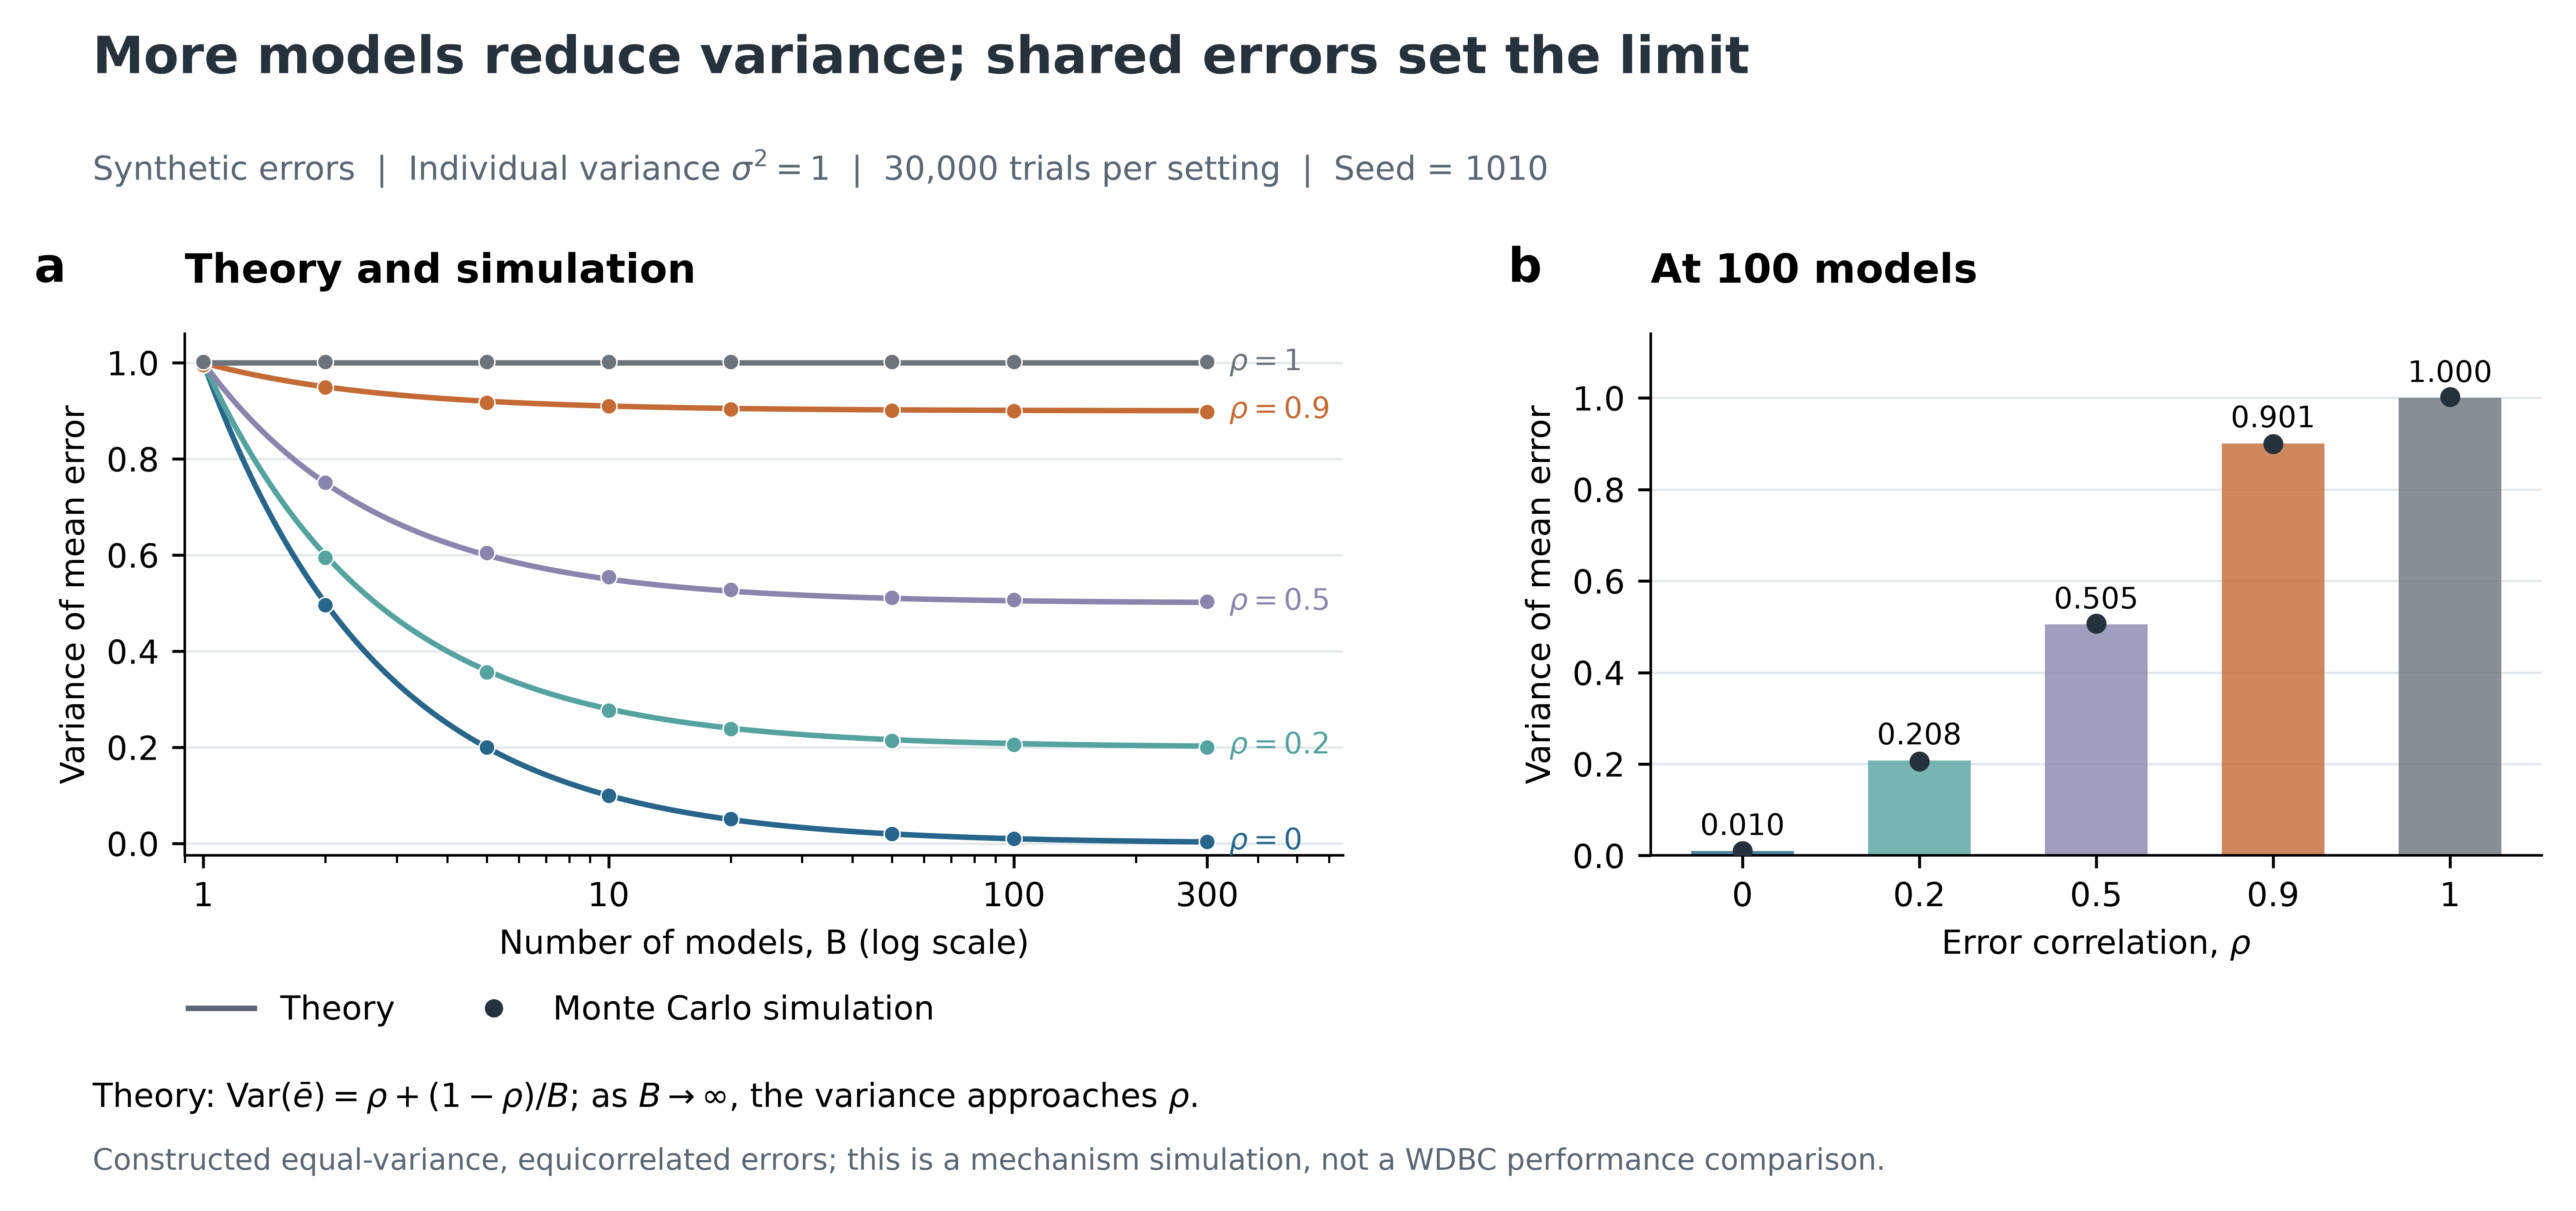 More models reduce variance; shared errors set the limit
Synthetic errors | Individual variance σ² = 1 | 30,000 trials per setting | Seed = 1010
a Theory and simulation
Variance of mean error
1.0
0.8
0.6
0.4
0.2
0.0
ρ = 1
ρ = 0.9
ρ = 0.5
ρ = 0.2
ρ = 0
1 10 100 300
Number of models, B (log scale)
Theory Monte Carlo simulation
b At 100 models
Variance of mean error
1.0
0.8
0.6
0.4
0.2
0.0
0.010
0.208
0.505
0.901
1.000
0 0.2 0.5 0.9 1
Error correlation, ρ
Theory: Var(ē) = ρ + (1 − ρ)/B; as B → ∞, the variance approaches ρ.
Constructed equal-variance, equicorrelated errors; this is a mechanism simulation, not a WDBC performance comparison.